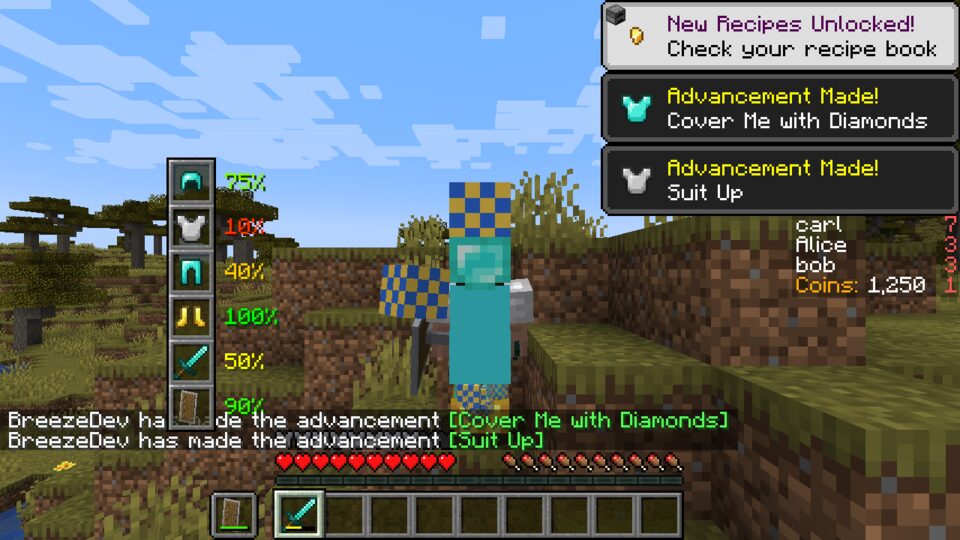 New Recipes Unlocked!
Check your recipe book
Advancement Made!
Cover Me with Diamonds
Advancement Made!
Suit Up
75%
10%
40%
100%
50%
90%
carl 7
Alice 3
bob 3
Coins: 1,250 1
BreezeDev ha de the advancement [Cover Me with Diamonds]
BreezeDev has made the advancement [Suit Up]